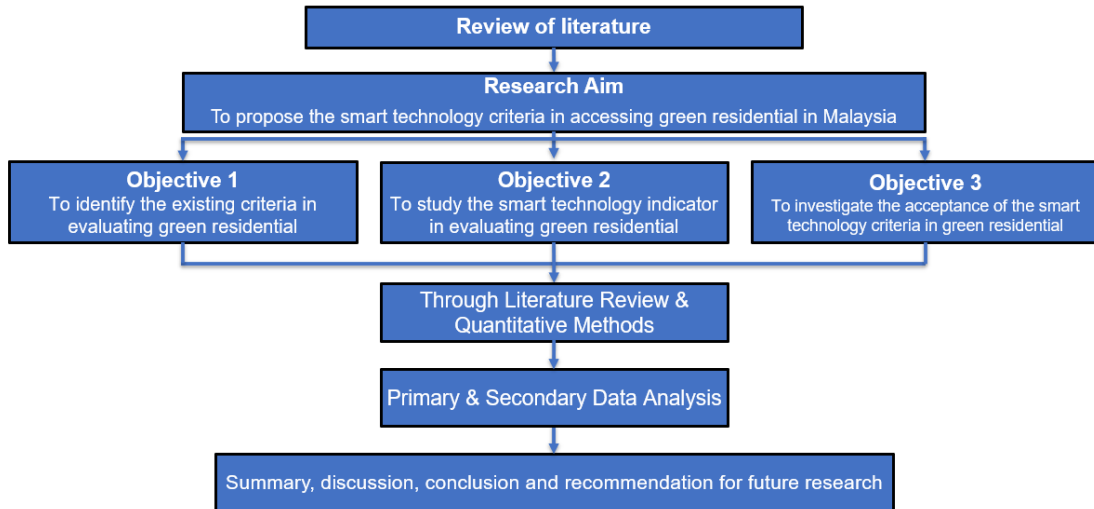 Review of literature
Research Aim
To propose the smart technology criteria in accessing green residential in Malaysia
Objective 1
To identify the existing criteria in
evaluating green residential
Objective 2
To study the smart technology indicator
in evaluating green residential
Objective 3
To investigate the acceptance of the smart
technology criteria in green residential
Through Literature Review &
Quantitative Methods
Primary & Secondary Data Analysis
Summary, discussion, conclusion and recommendation for future research